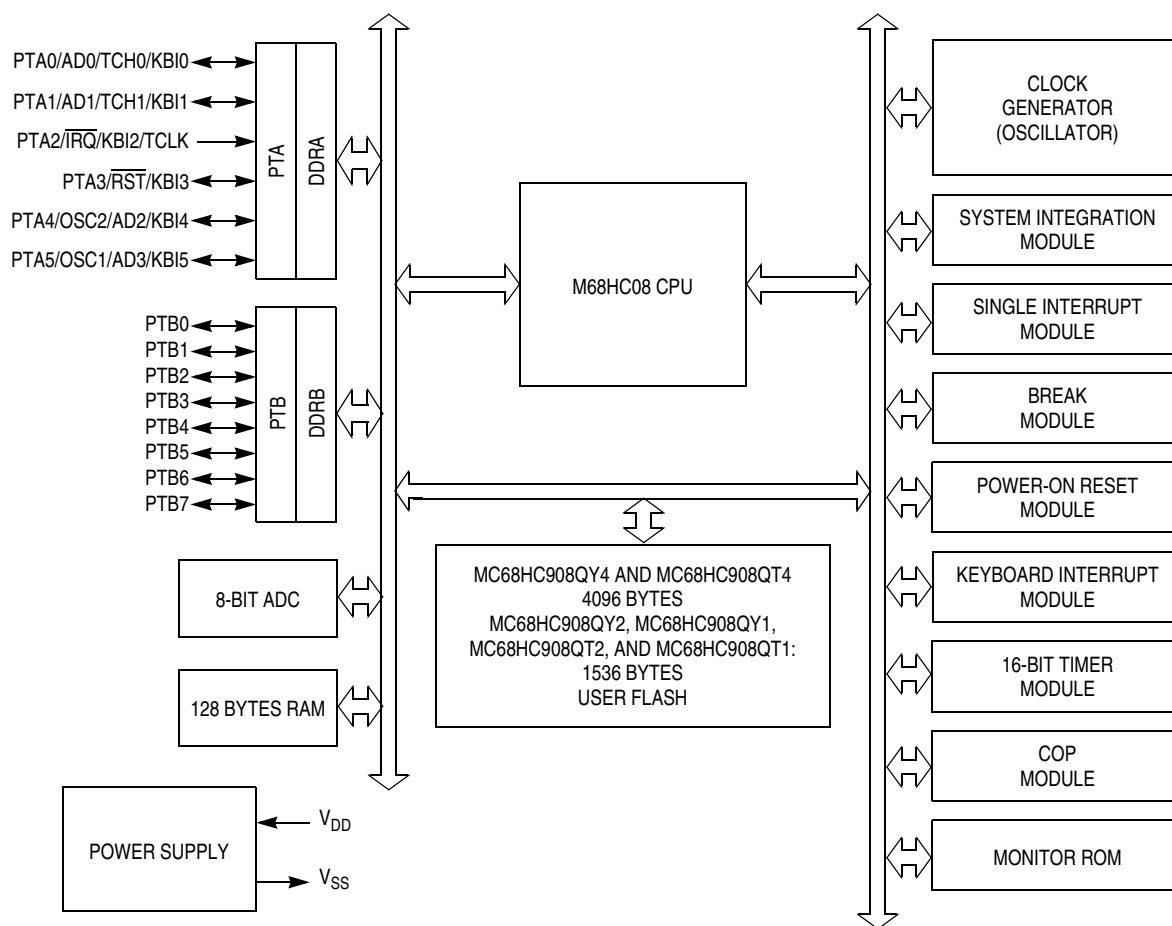 PTA0/AD0/TCH0/KBI0
PTA1/AD1/TCH1/KBI1
PTA2/I̅R̅Q̅/KBI2/TCLK
PTA3/R̅S̅T̅/KBI3
PTA4/OSC2/AD2/KBI4
PTA5/OSC1/AD3/KBI5
PTA
DDRA
PTB0
PTB1
PTB2
PTB3
PTB4
PTB5
PTB6
PTB7
PTB
DDRB
8-BIT ADC
128 BYTES RAM
POWER SUPPLY
VDD
VSS
M68HC08 CPU
MC68HC908QY4 AND MC68HC908QT4
4096 BYTES
MC68HC908QY2, MC68HC908QY1,
MC68HC908QT2, AND MC68HC908QT1:
1536 BYTES
USER FLASH
CLOCK
GENERATOR
(OSCILLATOR)
SYSTEM INTEGRATION
MODULE
SINGLE INTERRUPT
MODULE
BREAK
MODULE
POWER-ON RESET
MODULE
KEYBOARD INTERRUPT
MODULE
16-BIT TIMER
MODULE
COP
MODULE
MONITOR ROM